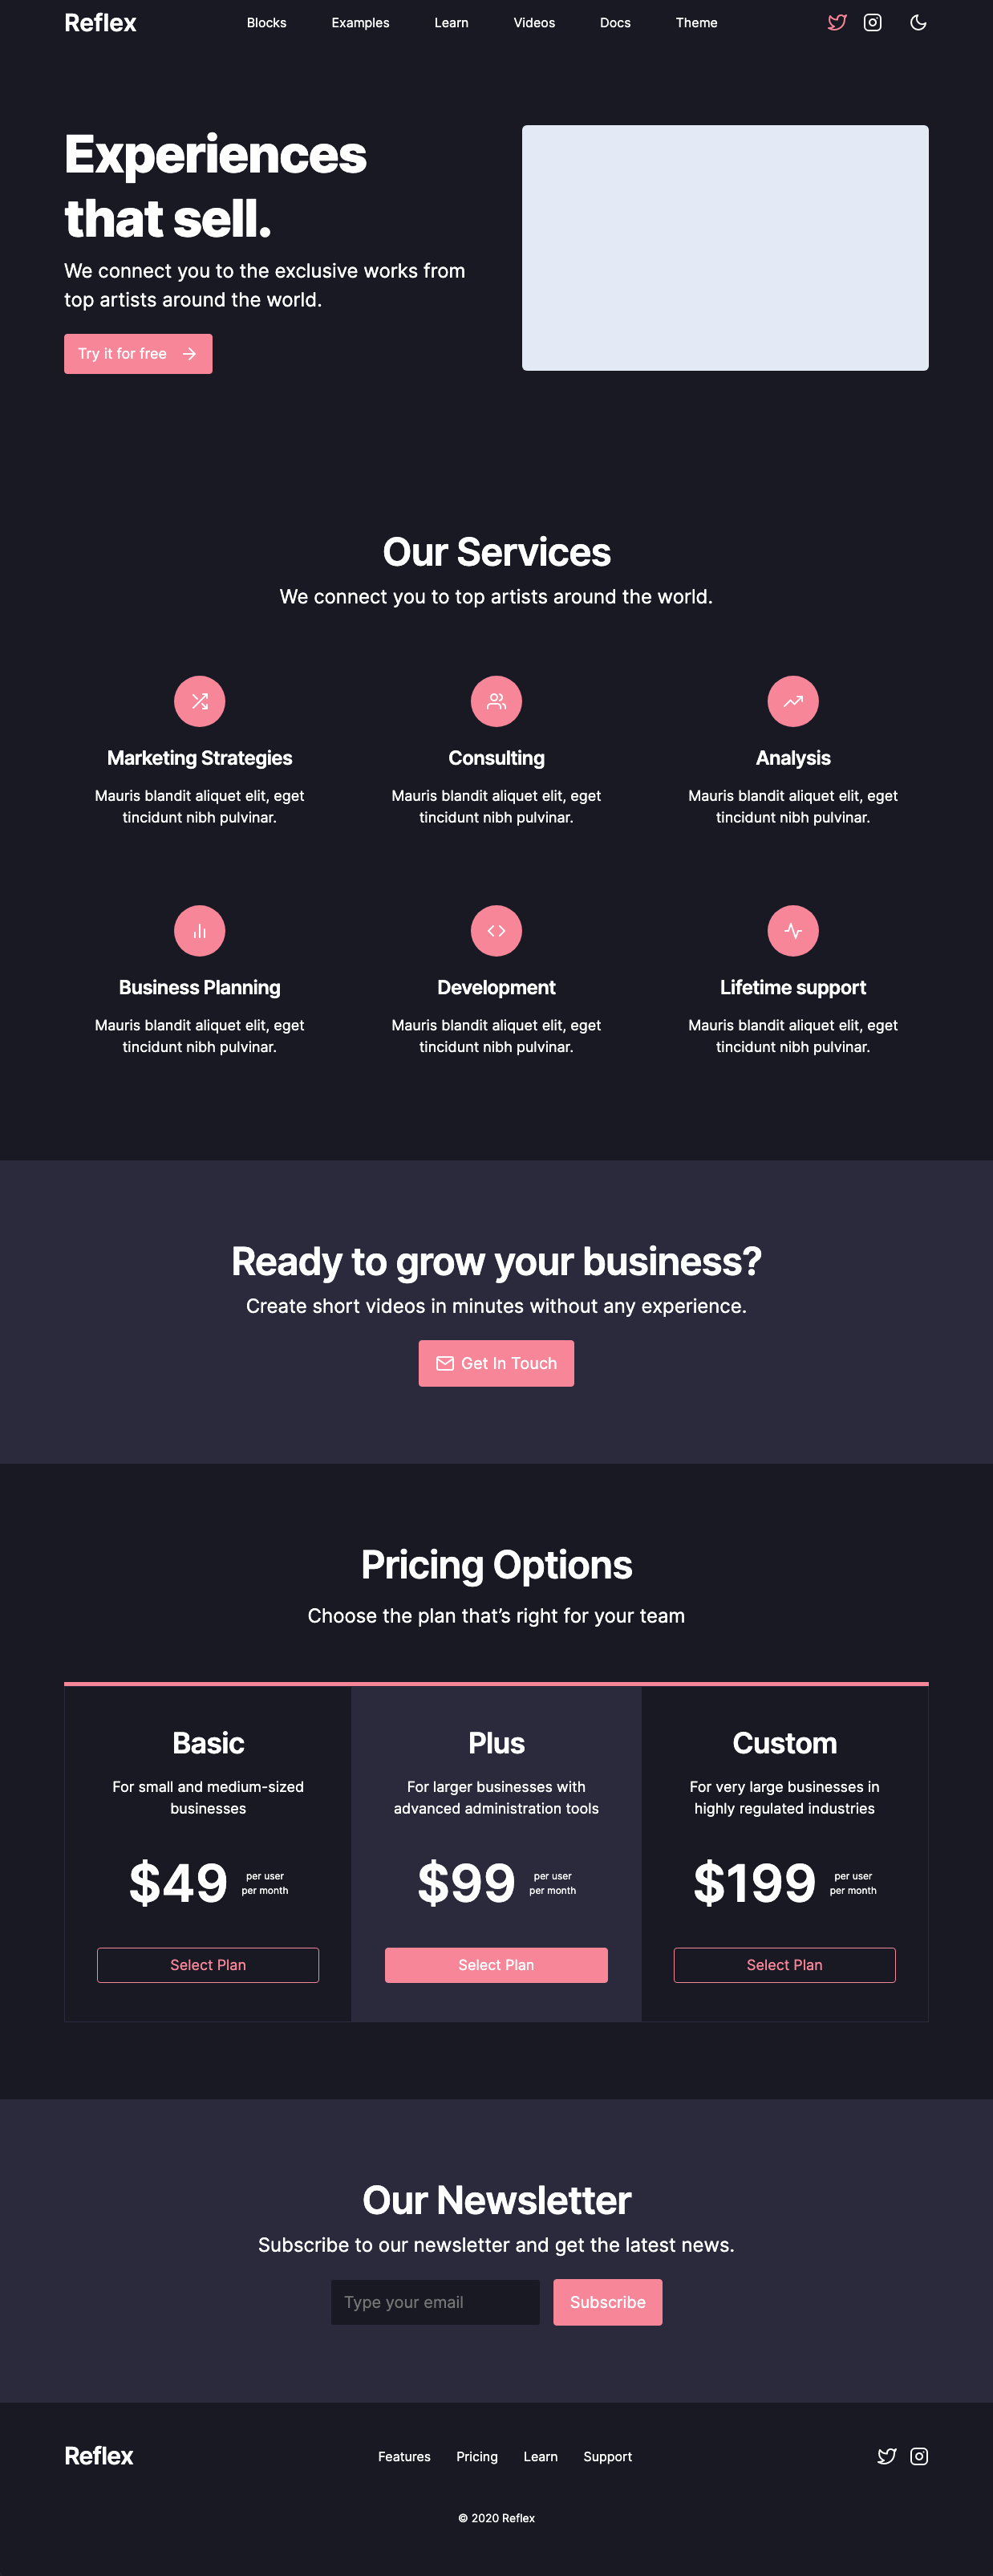 Reflex
Blocks
Examples
Learn
Videos
Docs
Theme
Experiences
that sell.
We connect you to the exclusive works from
top artists around the world.
Try it for free
Our Services
We connect you to top artists around the world.
Marketing Strategies
Mauris blandit aliquet elit, eget
tincidunt nibh pulvinar.
Consulting
Mauris blandit aliquet elit, eget
tincidunt nibh pulvinar.
Analysis
Mauris blandit aliquet elit, eget
tincidunt nibh pulvinar.
Business Planning
Mauris blandit aliquet elit, eget
tincidunt nibh pulvinar.
Development
Mauris blandit aliquet elit, eget
tincidunt nibh pulvinar.
Lifetime support
Mauris blandit aliquet elit, eget
tincidunt nibh pulvinar.
Ready to grow your business?
Create short videos in minutes without any experience.
Get In Touch
Pricing Options
Choose the plan that’s right for your team
Basic
For small and medium-sized
businesses
$49
per user
per month
Select Plan
Plus
For larger businesses with
advanced administration tools
$99
per user
per month
Select Plan
Custom
For very large businesses in
highly regulated industries
$199
per user
per month
Select Plan
Our Newsletter
Subscribe to our newsletter and get the latest news.
Type your email
Subscribe
Reflex
Features
Pricing
Learn
Support
© 2020 Reflex